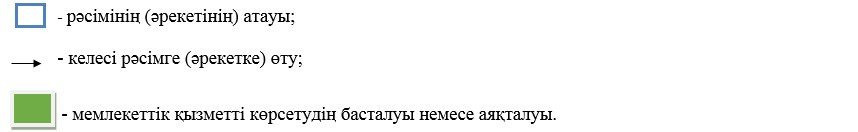 - рәсімінің (әрекетінің) атауы;
- келесі рәсімге (әрекетке) өту;
- мемлекеттік қызметті көрсетудің басталуы немесе аяқталуы.